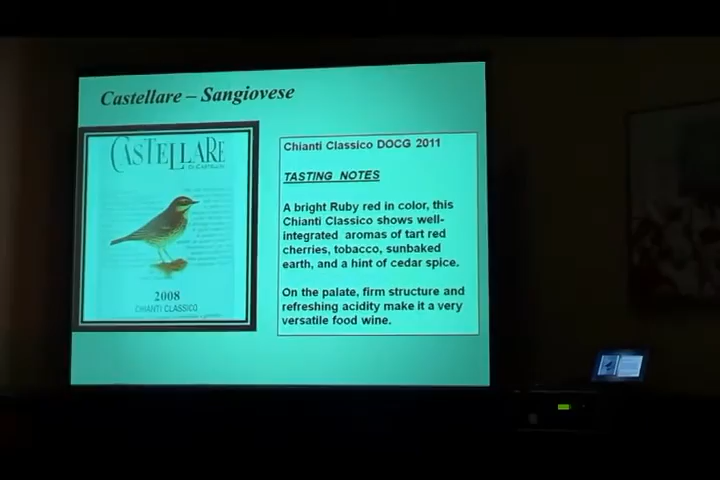 Castellare – Sangiovese
CASTELLARE
DI CASTELLINA
2008
CHIANTI CLASSICO
Chianti Classico DOCG 2011
TASTING NOTES
A bright Ruby red in color, this
Chianti Classico shows well-
integrated aromas of tart red
cherries, tobacco, sunbaked
earth, and a hint of cedar spice.
On the palate, firm structure and
refreshing acidity make it a very
versatile food wine.